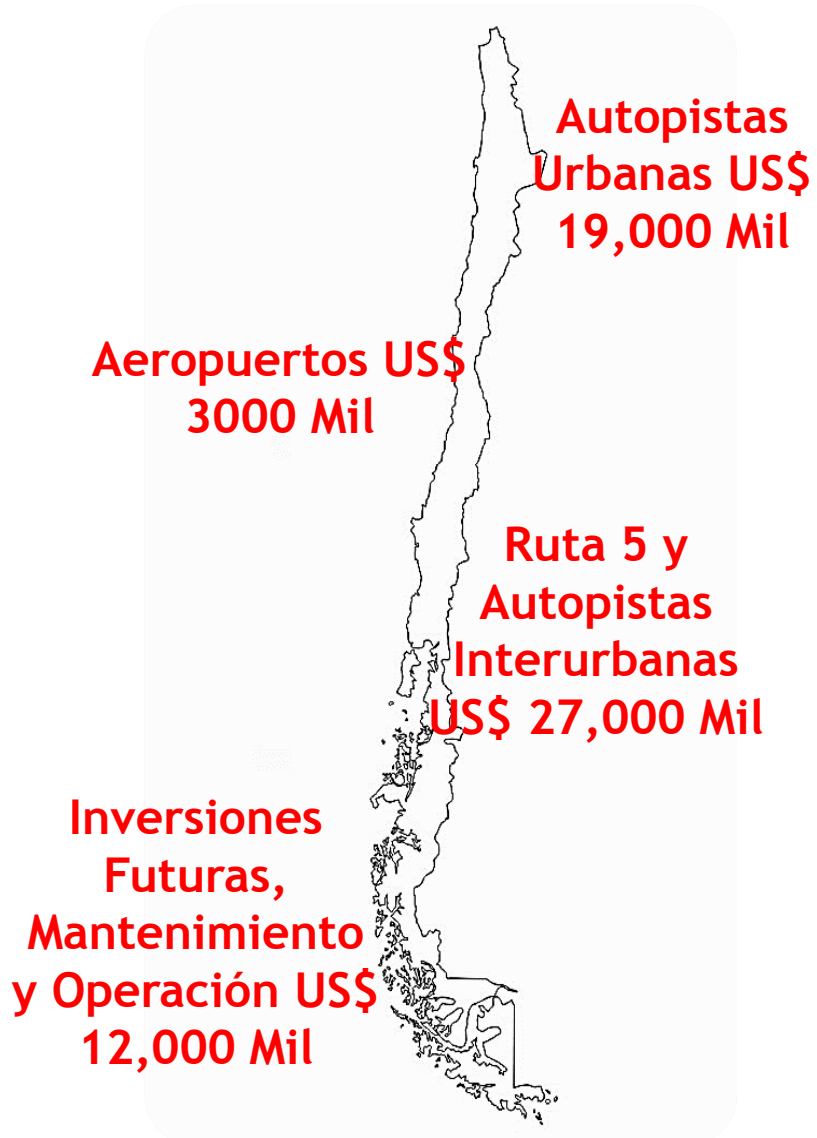 Autopistas
Urbanas US$
19,000 Mil
Aeropuertos US$
3000 Mil
Ruta 5 y
Autopistas
Interurbanas
US$ 27,000 Mil
Inversiones
Futuras,
Mantenimiento
y Operación US$
12,000 Mil